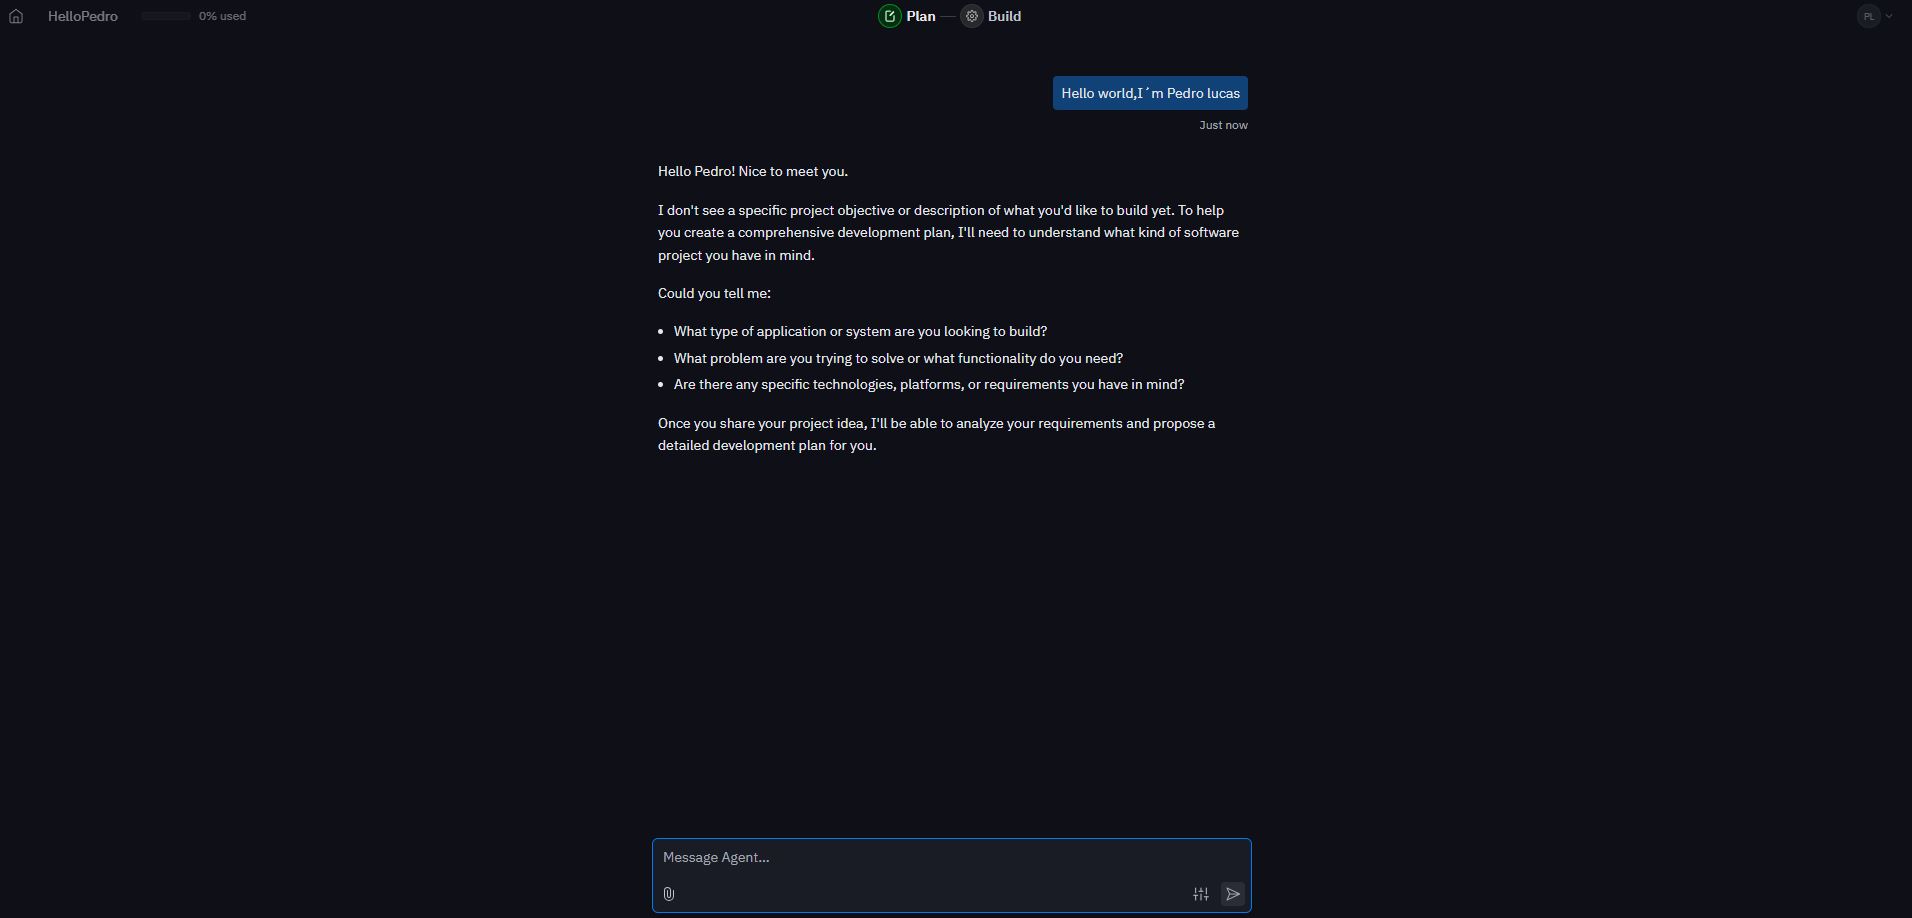 HelloPedro 0% used Plan Build PL
Hello world,I´m Pedro lucas
Just now
Hello Pedro! Nice to meet you.
I don't see a specific project objective or description of what you'd like to build yet. To help
you create a comprehensive development plan, I'll need to understand what kind of software
project you have in mind.
Could you tell me:
• What type of application or system are you looking to build?
• What problem are you trying to solve or what functionality do you need?
• Are there any specific technologies, platforms, or requirements you have in mind?
Once you share your project idea, I'll be able to analyze your requirements and propose a
detailed development plan for you.
Message Agent...